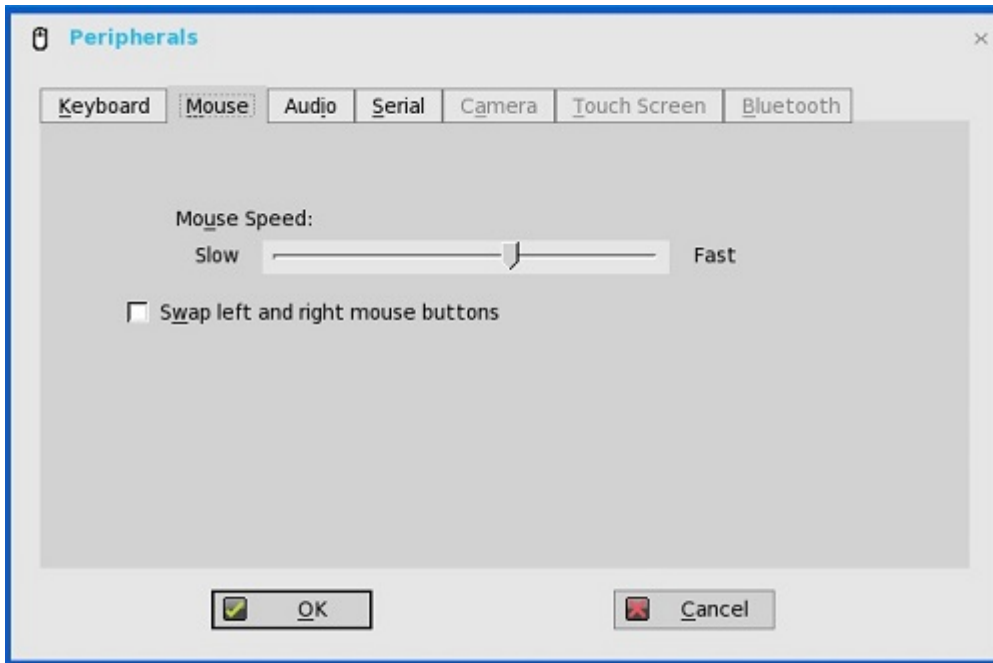 Peripherals
Keyboard Mouse Audio Serial Camera Touch Screen Bluetooth
Mouse Speed:
Slow Fast
Swap left and right mouse buttons
OK Cancel